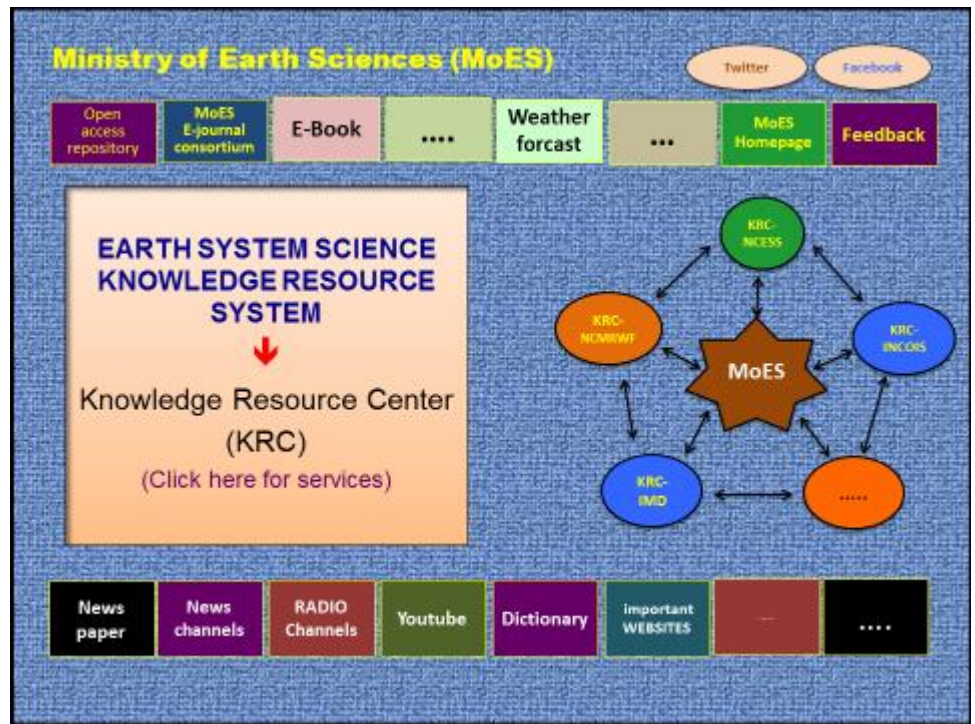 Ministry of Earth Sciences (MoES)
Twitter
Facebook
Open
access
repository
MoES
E-journal
consortium
E-Book
....
Weather
forcast
...
MoES
Homepage
Feedback
EARTH SYSTEM SCIENCE
KNOWLEDGE RESOURCE
SYSTEM
Knowledge Resource Center
(KRC)
(Click here for services)
KRC-
NCESS
KRC-
NCMRWF
KRC-
INCOIS
MoES
KRC-
IMD
.....
News
paper
News
channels
RADIO
Channels
Youtube
Dictionary
important
WEBSITES
....
....